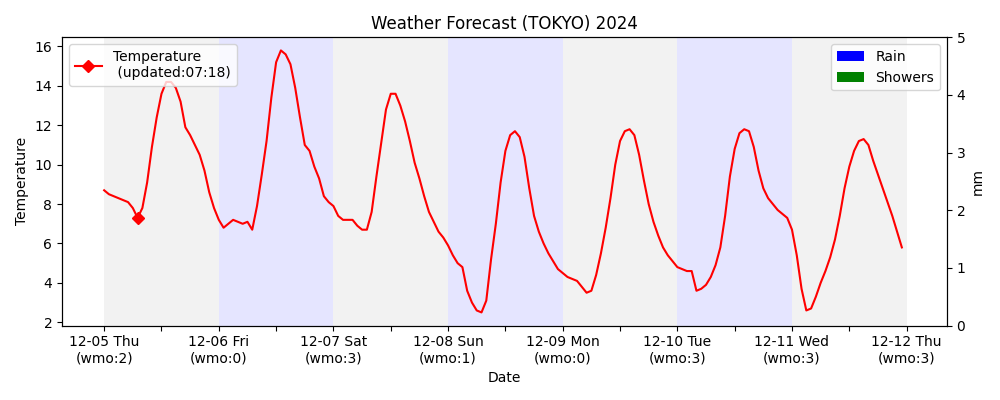 Weather Forecast (TOKYO) 2024
Temperature
(updated:07:18)
Rain
Showers
16
14
12
10
8
6
4
2
Temperature
5
4
3
2
1
0
mm
12-05 Thu
(wmo:2)
12-06 Fri
(wmo:0)
12-07 Sat
(wmo:3)
12-08 Sun
(wmo:1)
12-09 Mon
(wmo:0)
12-10 Tue
(wmo:3)
12-11 Wed
(wmo:3)
12-12 Thu
(wmo:3)
Date